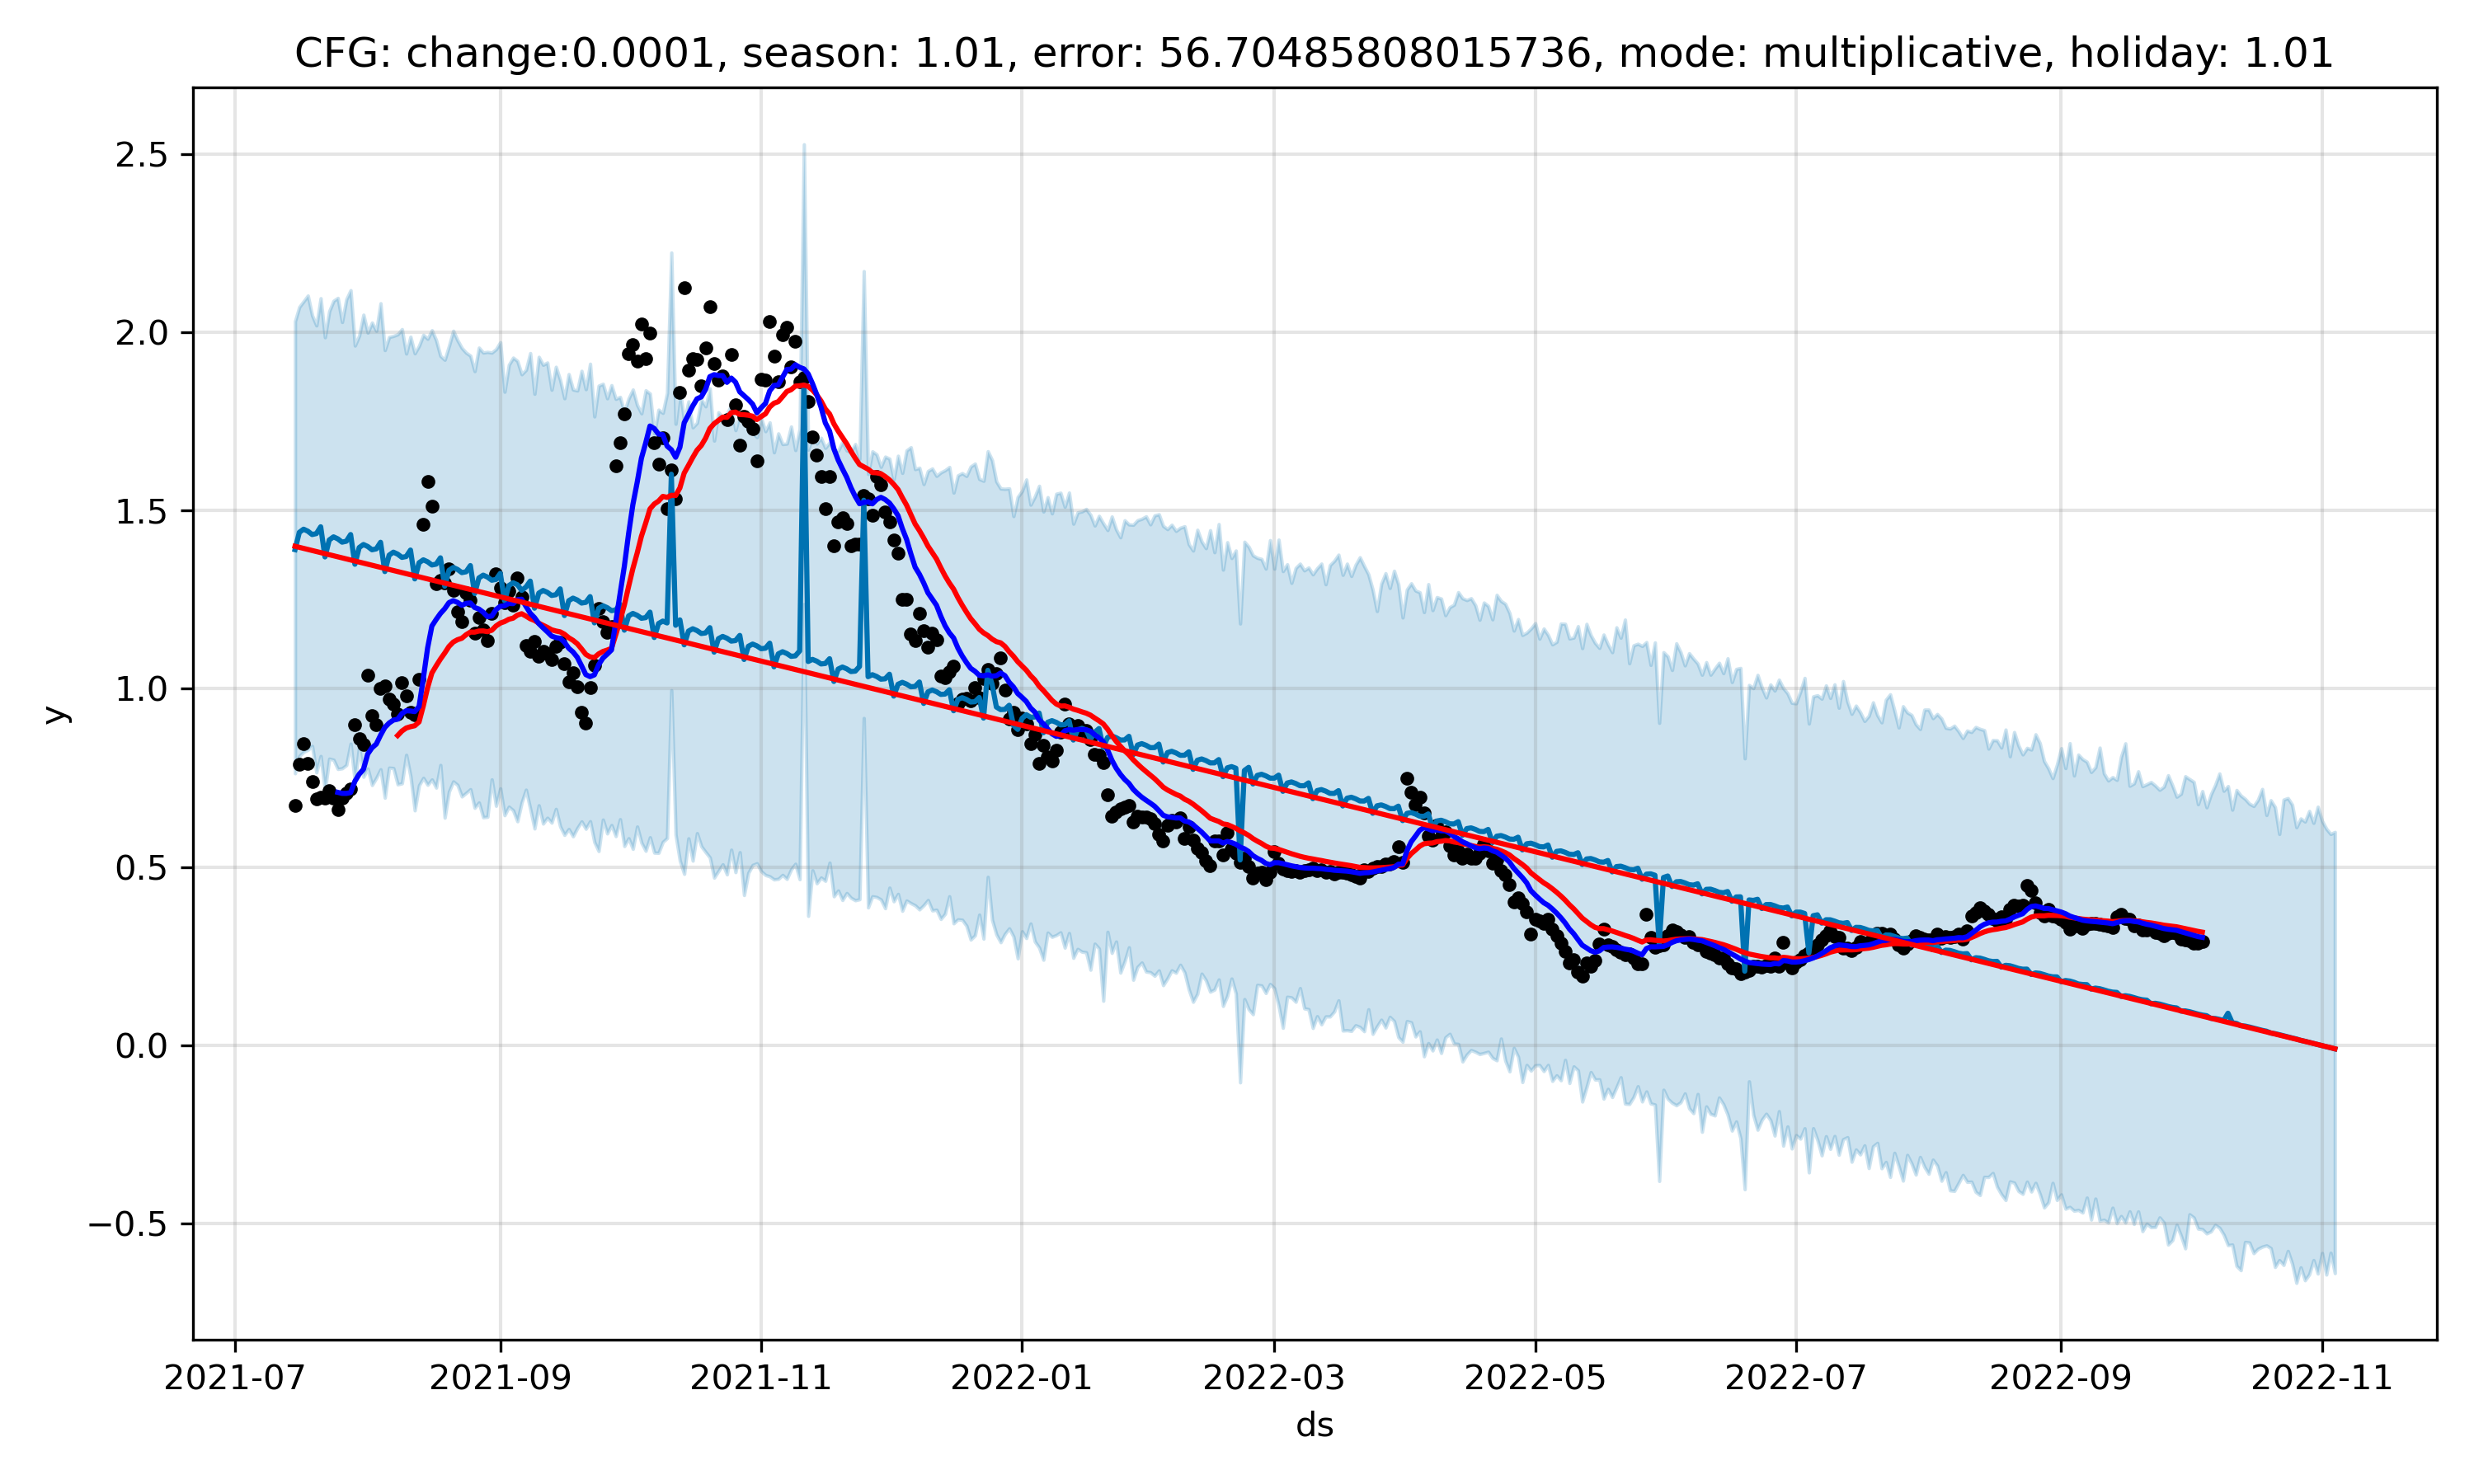 CFG: change:0.0001, season: 1.01, error: 56.70485808015736, mode: multiplicative, holiday: 1.01
2.5
2.0
1.5
1.0
0.5
0.0
−0.5
y
2021-07 2021-09 2021-11 2022-01 2022-03 2022-05 2022-07 2022-09 2022-11
ds